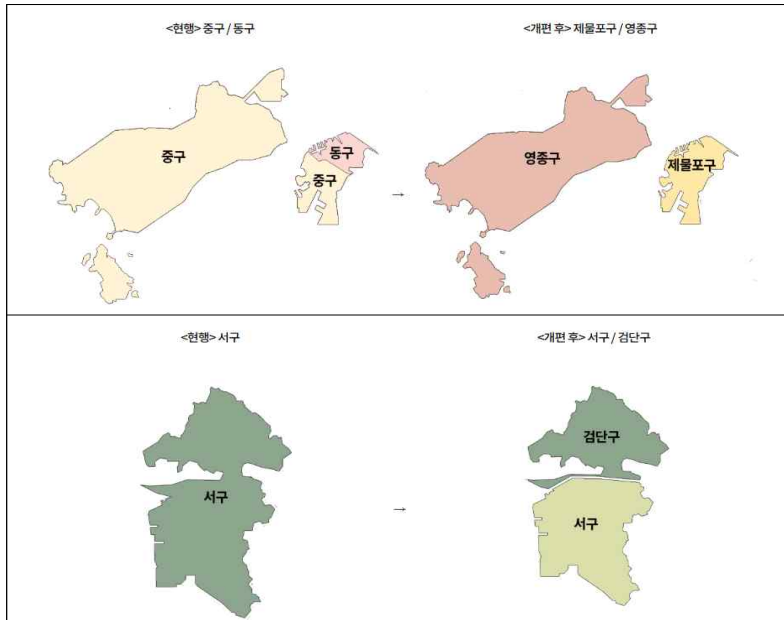 <현행> 중구 / 동구
<개편 후> 제물포구 / 영종구
중구
동구
중구
→
영종구
제물포구
<현행> 서구
<개편 후> 서구 / 검단구
서구
→
검단구
서구